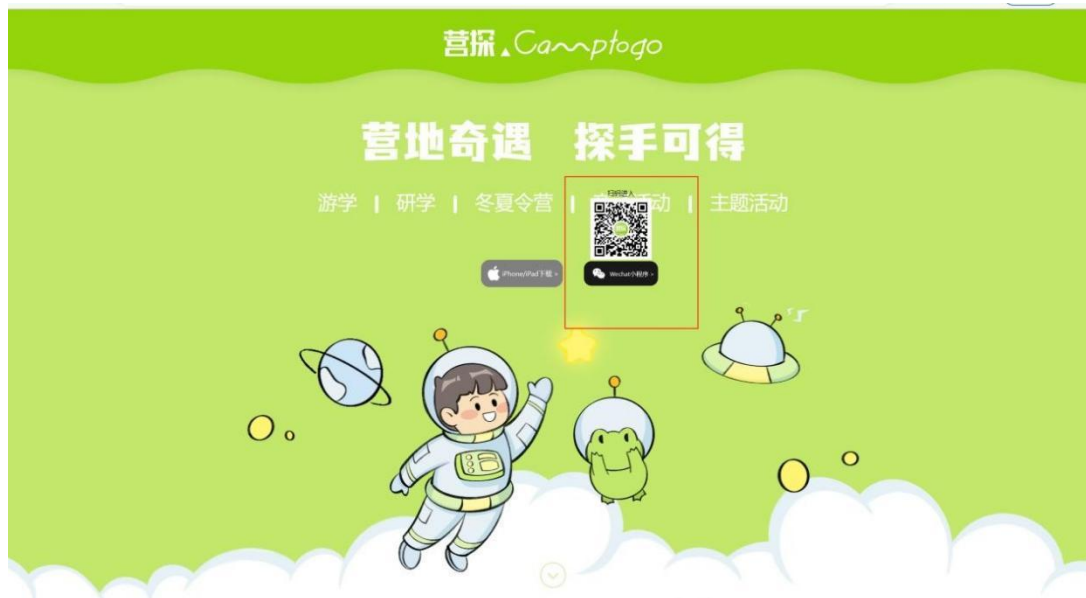 营探 Camptogo
营地奇遇 探手可得
游学 | 研学 | 冬夏令营 | 动 | 主题活动
扫码进入
iPhone/iPad下载 >
Wechat小程序 >